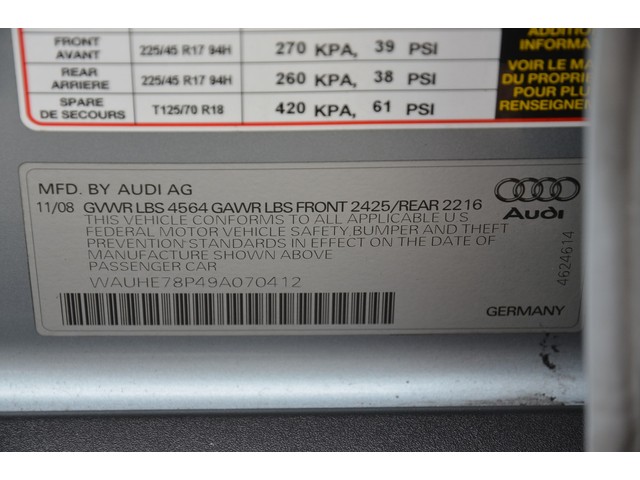 ADDITION
INFORMA
FRONT
AVANT 225/45 R17 94H 270 KPA, 39 PSI
VOIR LE MA
REAR
ARRIERE 225/45 R17 94H 260 KPA, 38 PSI
DU PROPRI
POUR PLUS
SPARE
DE SECOURS T125/70 R18 420 KPA, 61 PSI
RENSEIGNEM
MFD. BY AUDI AG
11/08 GVWR LBS 4564 GAWR LBS FRONT 2425/REAR 2216
THIS VEHICLE CONFORMS TO ALL APPLICABLE U.S
FEDERAL MOTOR VEHICLE SAFETY, BUMPER AND THEFT
PREVENTION STANDARDS IN EFFECT ON THE DATE OF
MANUFACTURE SHOWN ABOVE
PASSENGER CAR
WAUHE78P49A070412
Audi
4624614
GERMANY